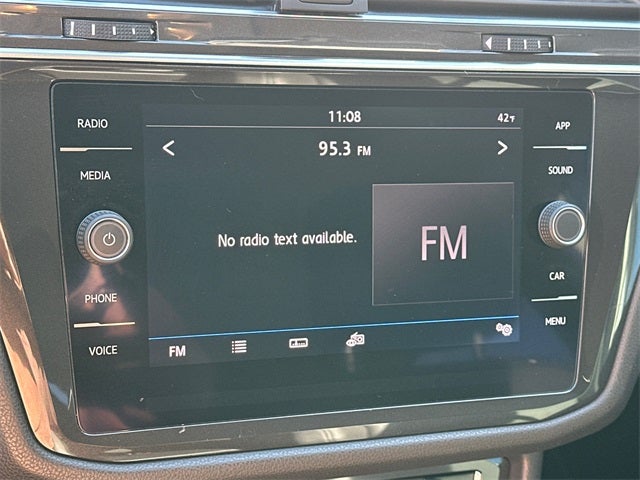 RADIO
MEDIA
PHONE
VOICE
11:08
42°F
95.3 FM
No radio text available.
FM
FM
APP
SOUND
CAR
MENU